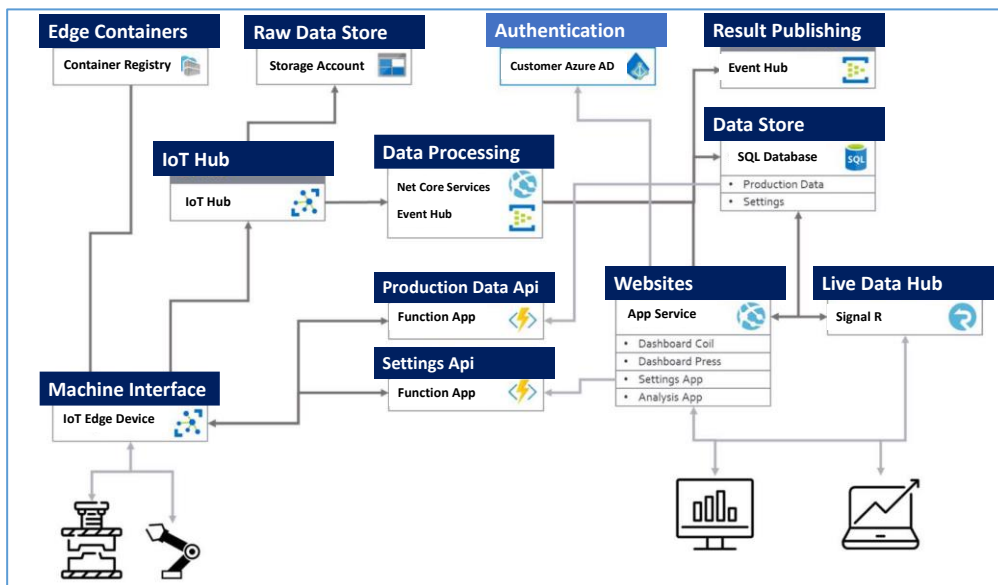 Edge Containers
Container Registry
Raw Data Store
Storage Account
Authentication
Customer Azure AD
Result Publishing
Event Hub
Data Store
SQL Database
SQL
• Production Data
• Settings
IoT Hub
IoT Hub
Data Processing
Net Core Services
Event Hub
Production Data Api
Function App
Settings Api
Function App
Websites
App Service
• Dashboard Coil
• Dashboard Press
• Settings App
• Analysis App
Live Data Hub
Signal R
Machine Interface
IoT Edge Device